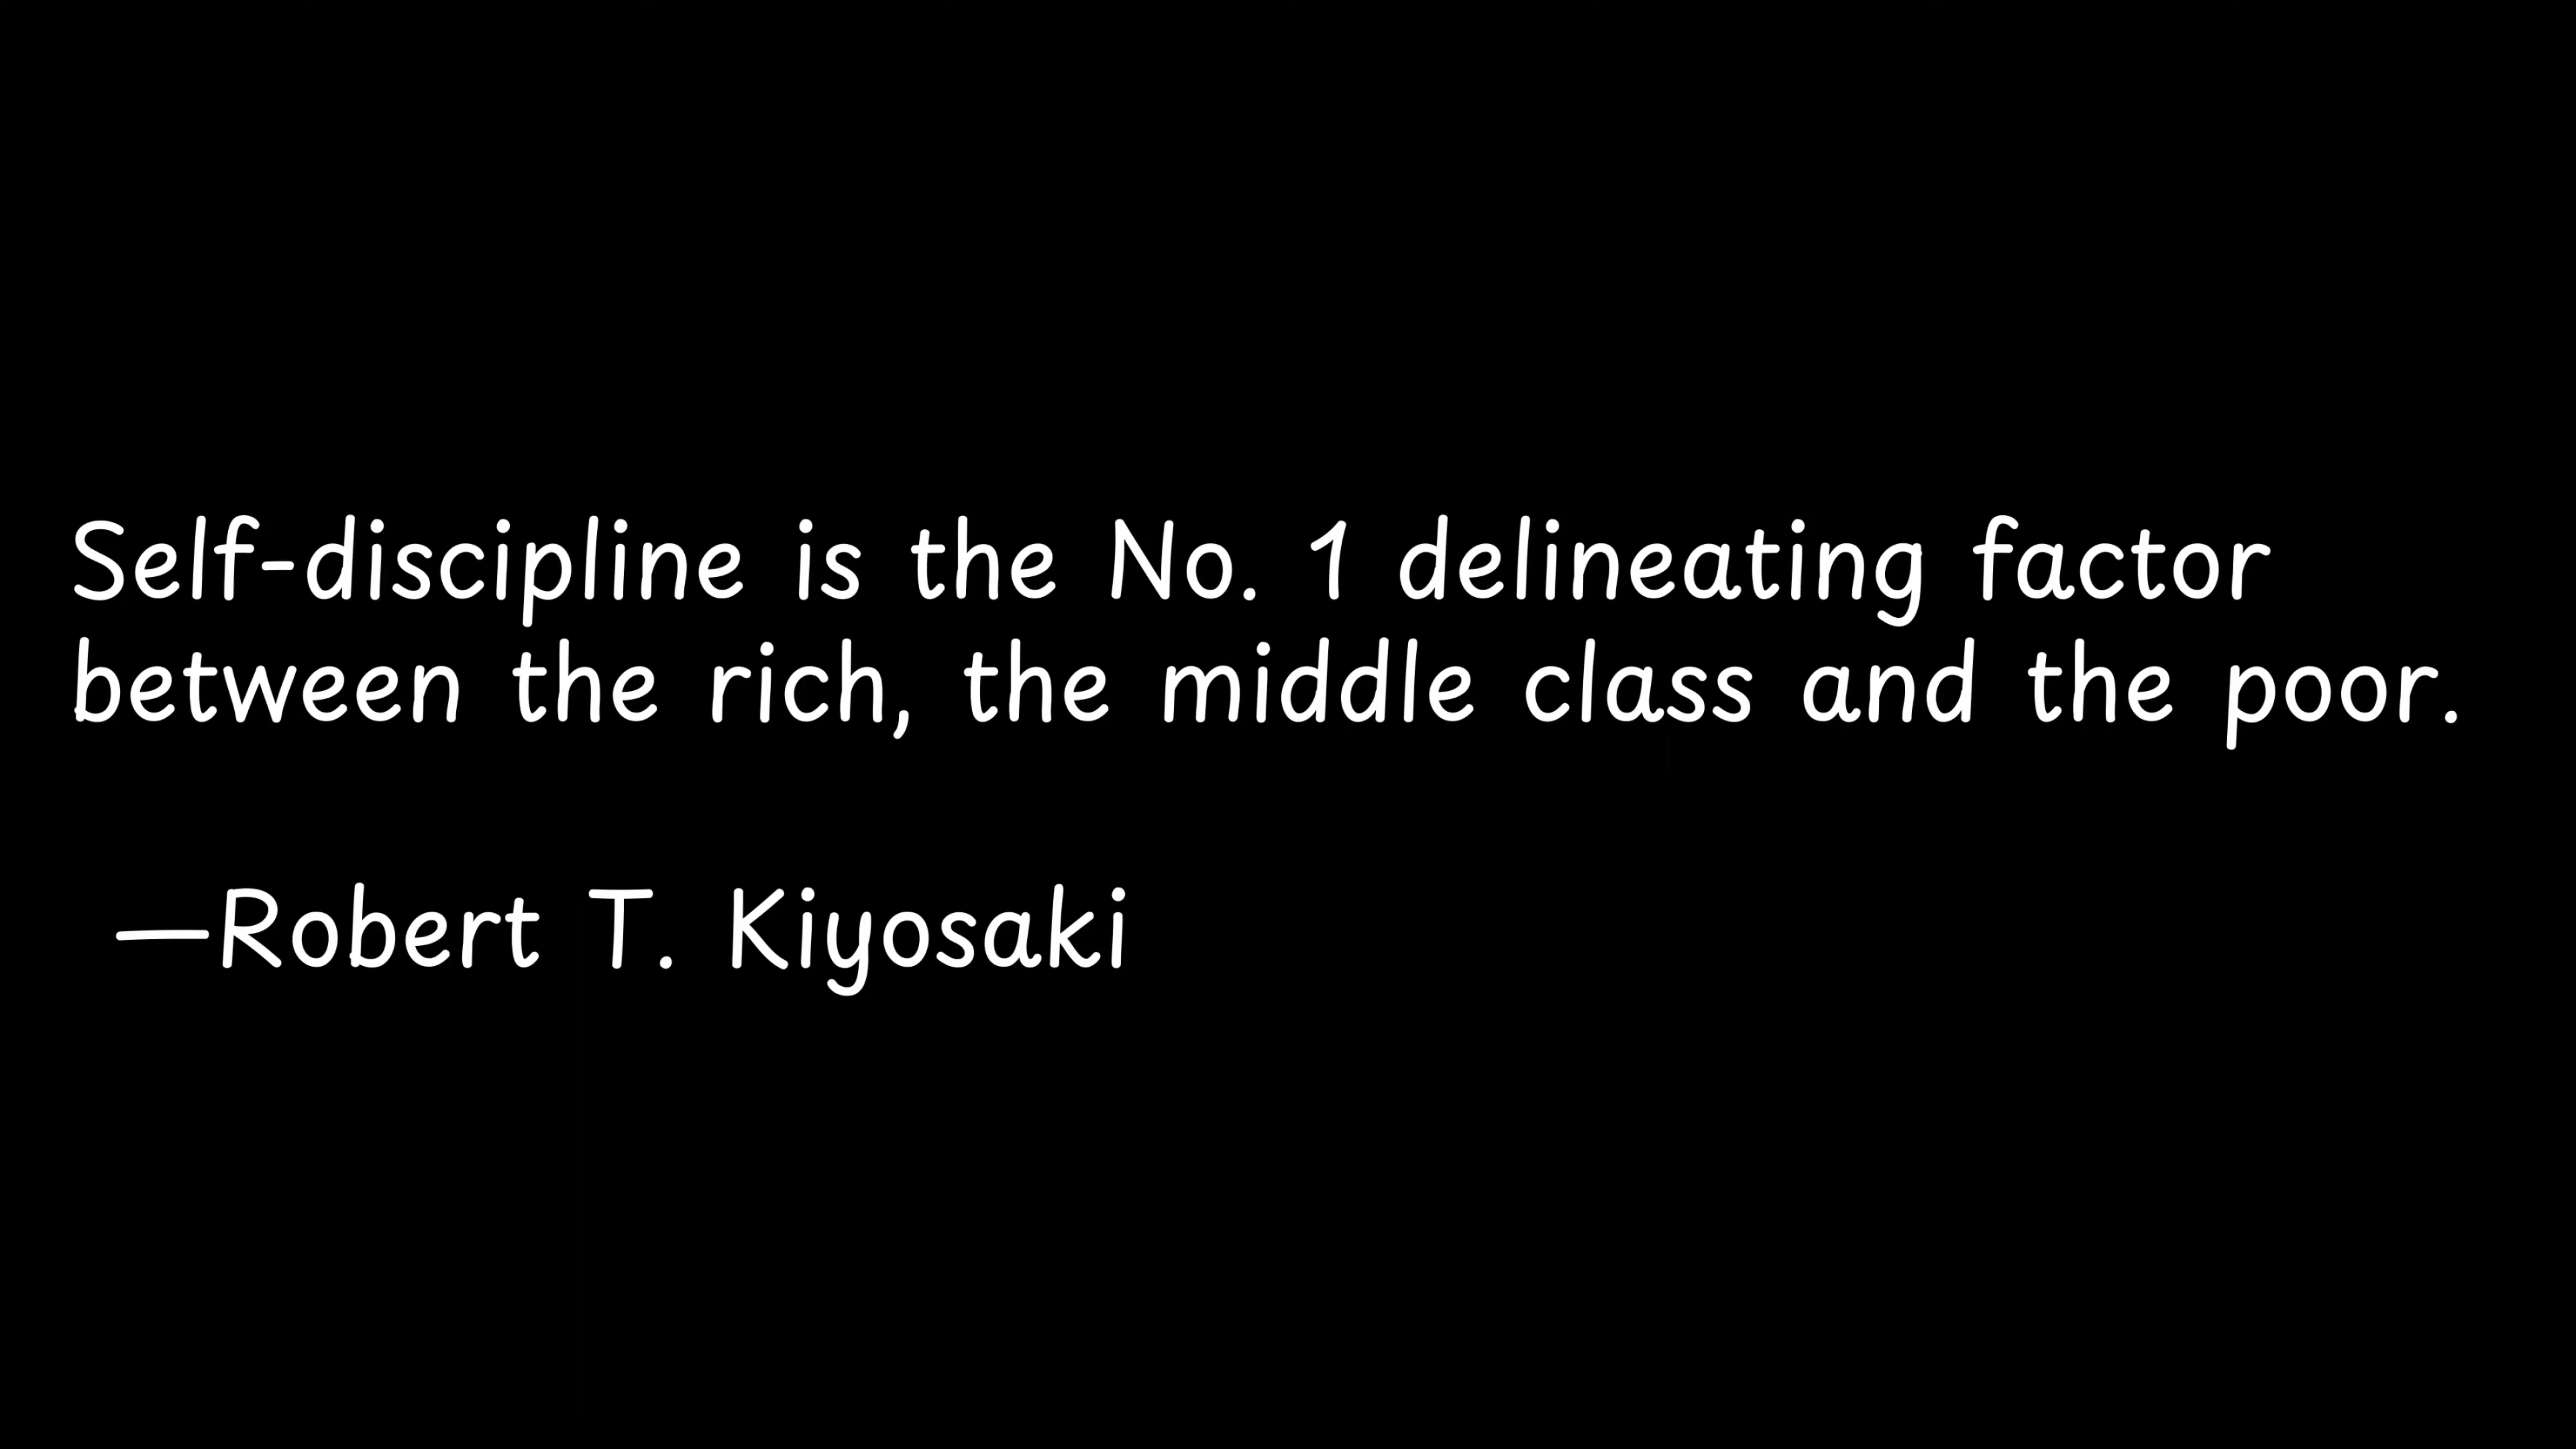 Self-discipline is the No. 1 delineating factor
between the rich, the middle class and the poor.
—Robert T. Kiyosaki